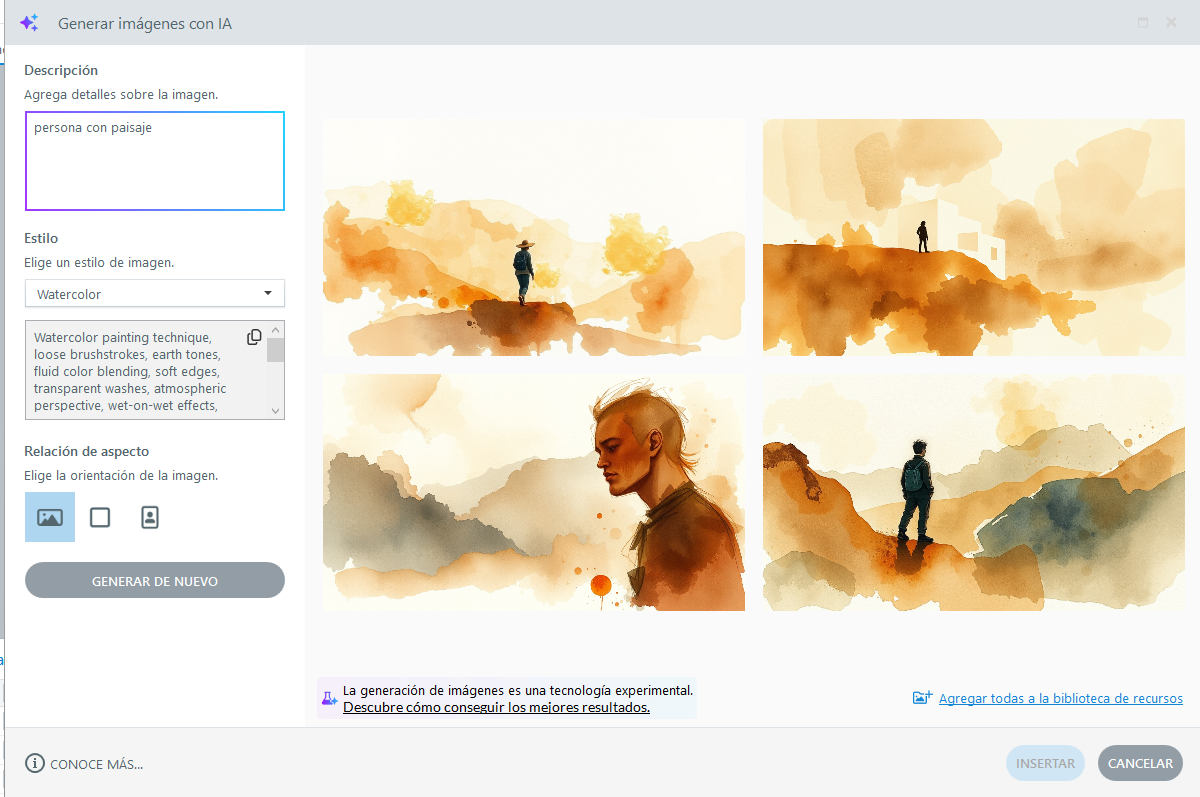 Generar imágenes con IA
Descripción
Agrega detalles sobre la imagen.
persona con paisaje
Estilo
Elige un estilo de imagen.
Watercolor
Watercolor painting technique,
loose brushstrokes, earth tones,
fluid color blending, soft edges,
transparent washes, atmospheric
perspective, wet-on-wet effects,
Relación de aspecto
Elige la orientación de la imagen.
GENERAR DE NUEVO
La generación de imágenes es una tecnología experimental.
Descubre cómo conseguir los mejores resultados.
Agregar todas a la biblioteca de recursos
CONOCE MÁS...
INSERTAR
CANCELAR